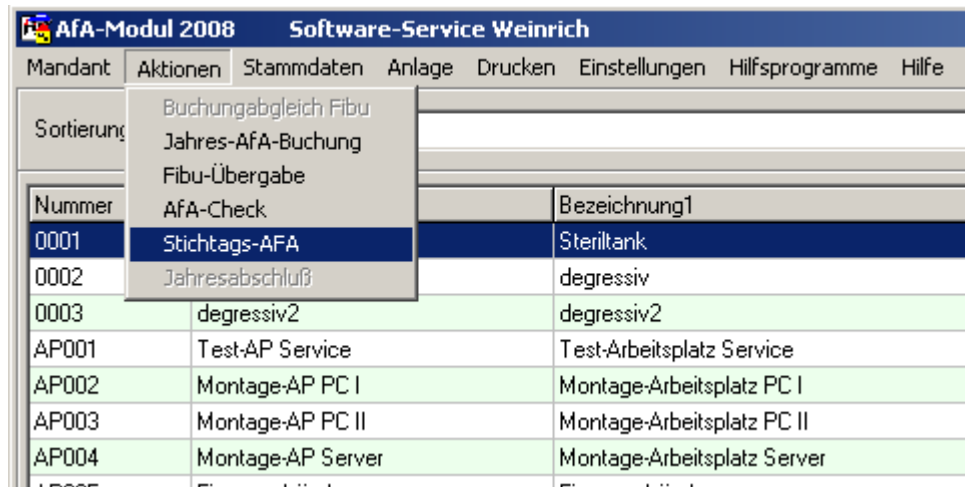 AfA-Modul 2008 Software-Service Weinrich
Mandant Aktionen Stammdaten Anlage Drucken Einstellungen Hilfsprogramme Hilfe
Buchungabgleich Fibu
Sortierung
Jahres-AfA-Buchung
Fibu-Übergabe
AfA-Check
Stichtags-AFA
Jahresabschluß
Nummer Bezeichnung1
0001 Steriltank
0002 degressiv
0003 degressiv2 degressiv2
AP001 Test-AP Service Test-Arbeitsplatz Service
AP002 Montage-AP PC I Montage-Arbeitsplatz PC I
AP003 Montage-AP PC II Montage-Arbeitsplatz PC II
AP004 Montage-AP Server Montage-Arbeitsplatz Server